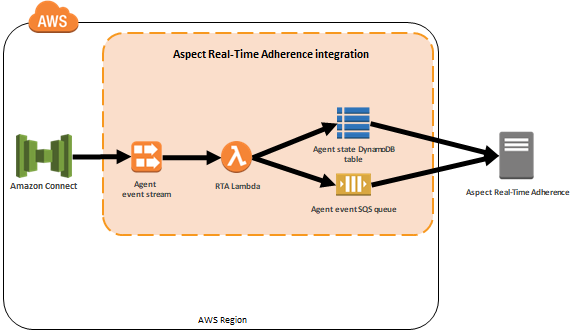 AWS
Aspect Real-Time Adherence integration
Amazon Connect
Agent
event stream
RTA Lambda
Agent state DynamoDB
table
Agent event SQS queue
Aspect Real-Time Adherence
AWS Region